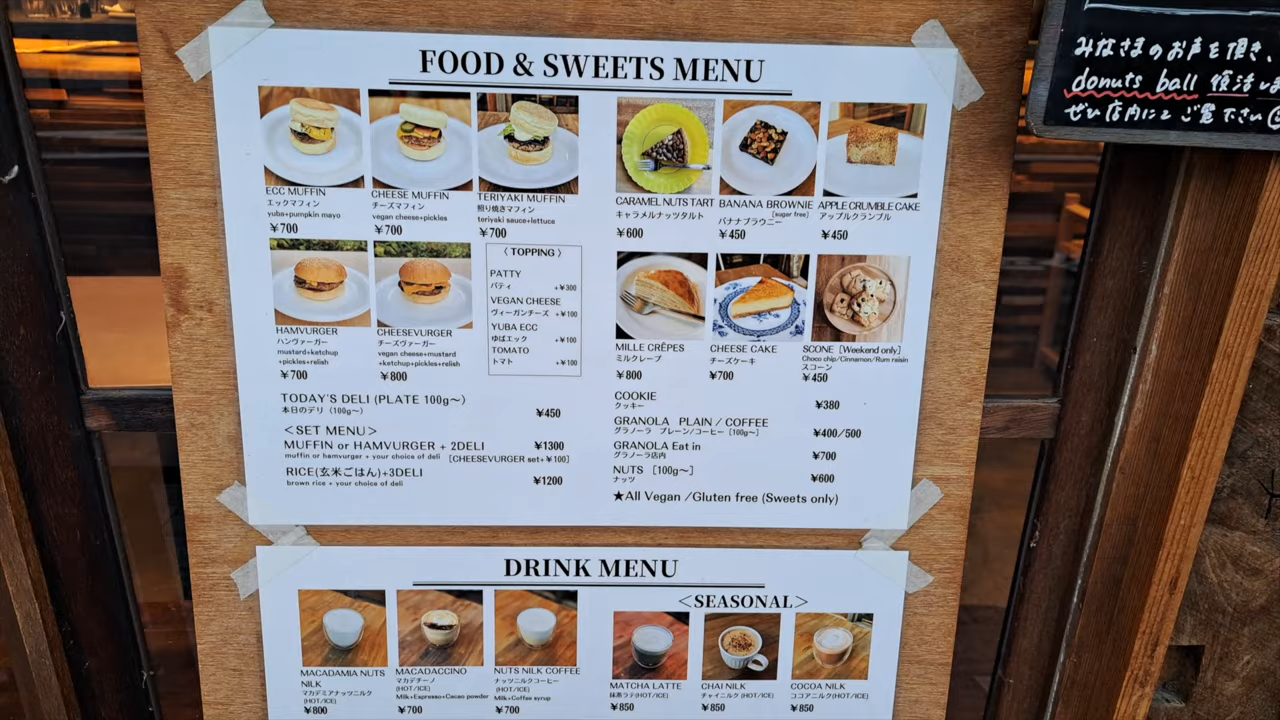 FOOD & SWEETS MENU
ECC MUFFIN
エックマフィン
yuba+pumpkin mayo
¥700
CHEESE MUFFIN
チーズマフィン
vegan cheese+pickles
¥700
TERIYAKI MUFFIN
照り焼きマフィン
teriyaki sauce+lettuce
¥700
HAMVURGER
ハンヴァーガー
mustard+ketchup
+pickles+relish
¥700
CHEESEVURGER
チーズヴァーガー
vegan cheese+mustard
+ketchup+pickles+relish
¥800
〈 TOPPING 〉
PATTY
パティ +¥300
VEGAN CHEESE
ヴィーガンチーズ +¥100
YUBA ECC
ゆばエック +¥100
TOMATO
トマト +¥100
TODAY'S DELI (PLATE 100g〜)
本日のデリ (100g〜) ¥450
<SET MENU>
MUFFIN or HAMVURGER + 2DELI ¥1300
muffin or hamvurger + your choice of deli [CHEESEVURGER set+¥100]
RICE(玄米ごはん)+3DELI ¥1200
brown rice + your choice of deli
CARAMEL NUTS TART
キャラメルナッツタルト
¥600
BANANA BROWNIE
[sugar free]
バナナブラウニー
¥450
APPLE CRUMBLE CAKE
アップルクランブル
¥450
MILLE CRÊPES
ミルクレープ
¥800
CHEESE CAKE
チーズケーキ
¥700
SCONE [Weekend only]
Choco chip/Cinnamon/Rum raisin
スコーン
¥450
COOKIE
クッキー ¥380
GRANOLA PLAIN / COFFEE
グラノーラ プレーン/コーヒー [100g〜] ¥400/500
GRANOLA Eat in
グラノーラ店内 ¥700
NUTS [100g〜]
ナッツ ¥600
★All Vegan /Gluten free (Sweets only)
DRINK MENU
MACADAMIA NUTS
NILK
マカデミアナッツニルク
(HOT/ICE)
¥800
MACADACCINO
マカデチーノ
(HOT/ICE)
Milk+Espresso+Cacao powder
¥700
NUTS NILK COFFEE
ナッツニルクコーヒー
(HOT/ICE)
Milk+Coffee syrup
¥700
<SEASONAL>
MATCHA LATTE
抹茶ラテ(HOT/ICE)
¥850
CHAI NILK
チャイニルク(HOT/ICE)
¥850
COCOA NILK
ココアニルク(HOT/ICE)
¥850
みなさまのお声を頂き、
donuts ball 復活しま
ぜひ店内にてご覧下さい